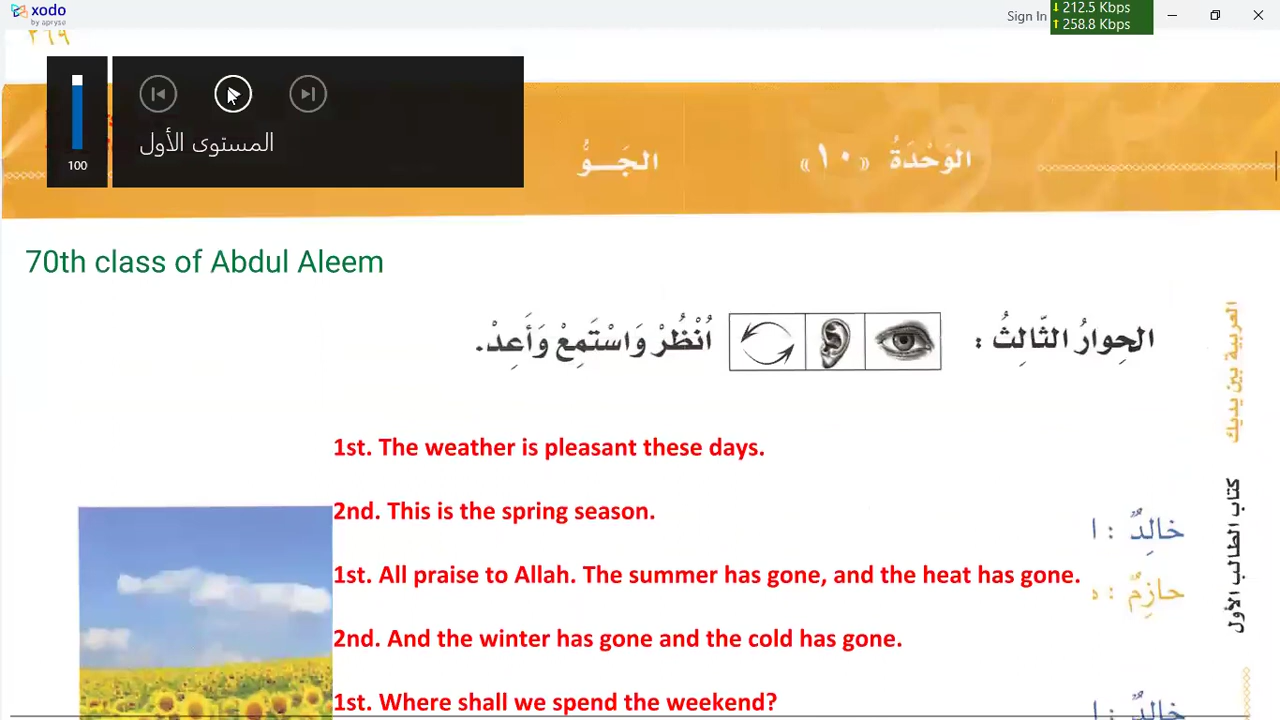 xodo
by apryse
Sign In
↓ 212.5 Kbps
↑ 258.8 Kbps
٢٦٩
100
المستوى الأول
الوَحْدَةُ «١٠»
الجَــوُّ
70th class of Abdul Aleem
الحِوارُ الثّالِثُ :
اُنْظُرْ وَاسْتَمِعْ وَأَعِدْ.
1st. The weather is pleasant these days.
2nd. This is the spring season.
خالِدٌ : ا
1st. All praise to Allah. The summer has gone, and the heat has gone.
حازِمٌ : ه
2nd. And the winter has gone and the cold has gone.
1st. Where shall we spend the weekend?
خالِدٌ : ا
العربية بين يديك
كتاب الطالب الأول